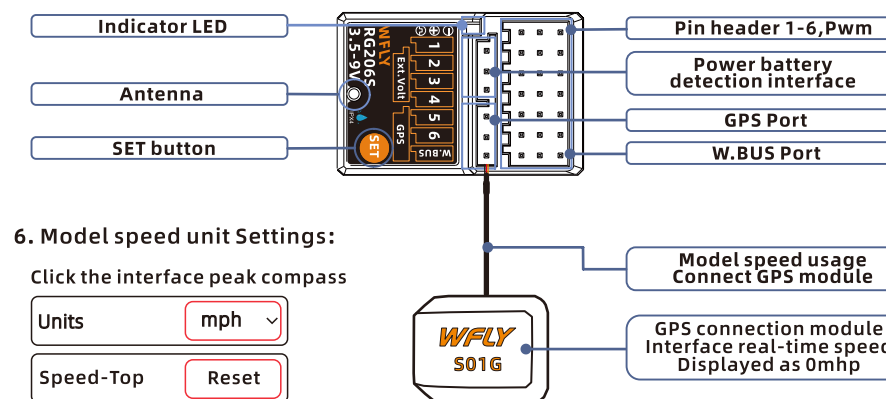 Indicator LED
Antenna
SET button
WFLY
RG206S
3.5-9V
Ext.Volt
GPS
1
2
3
4
5
6
W.BUS
SET
Pin header 1-6,Pwm
Power battery
detection interface
GPS Port
W.BUS Port
6. Model speed unit Settings:
Click the interface peak compass
Units
mph
Speed-Top
Reset
Model speed usage
Connect GPS module
WFLY
S01G
GPS connection module
Interface real-time speed
Displayed as 0mhp